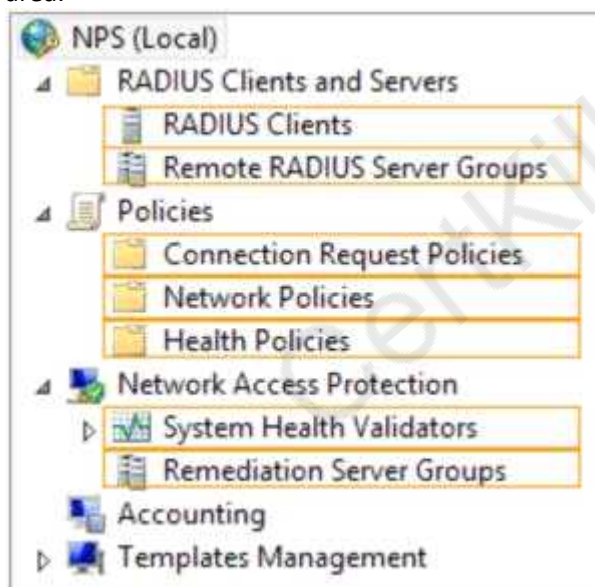 area.
NPS (Local)
RADIUS Clients and Servers
RADIUS Clients
Remote RADIUS Server Groups
Policies
Connection Request Policies
Network Policies
Health Policies
Network Access Protection
System Health Validators
Remediation Server Groups
Accounting
Templates Management